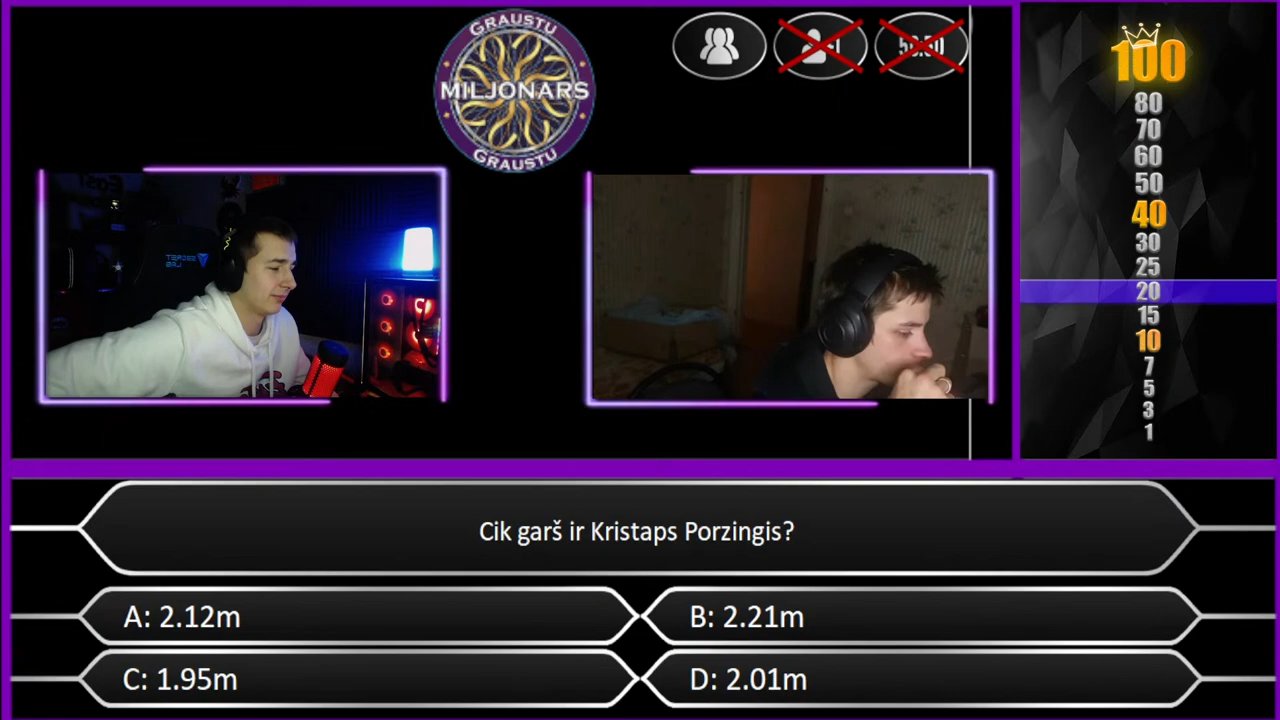 GRAUSTU
MILJONARS
GRAUSTU
100
80
70
60
50
40
30
25
20
15
10
7
5
3
1
Cik garš ir Kristaps Porzingis?
A: 2.12m
B: 2.21m
C: 1.95m
D: 2.01m